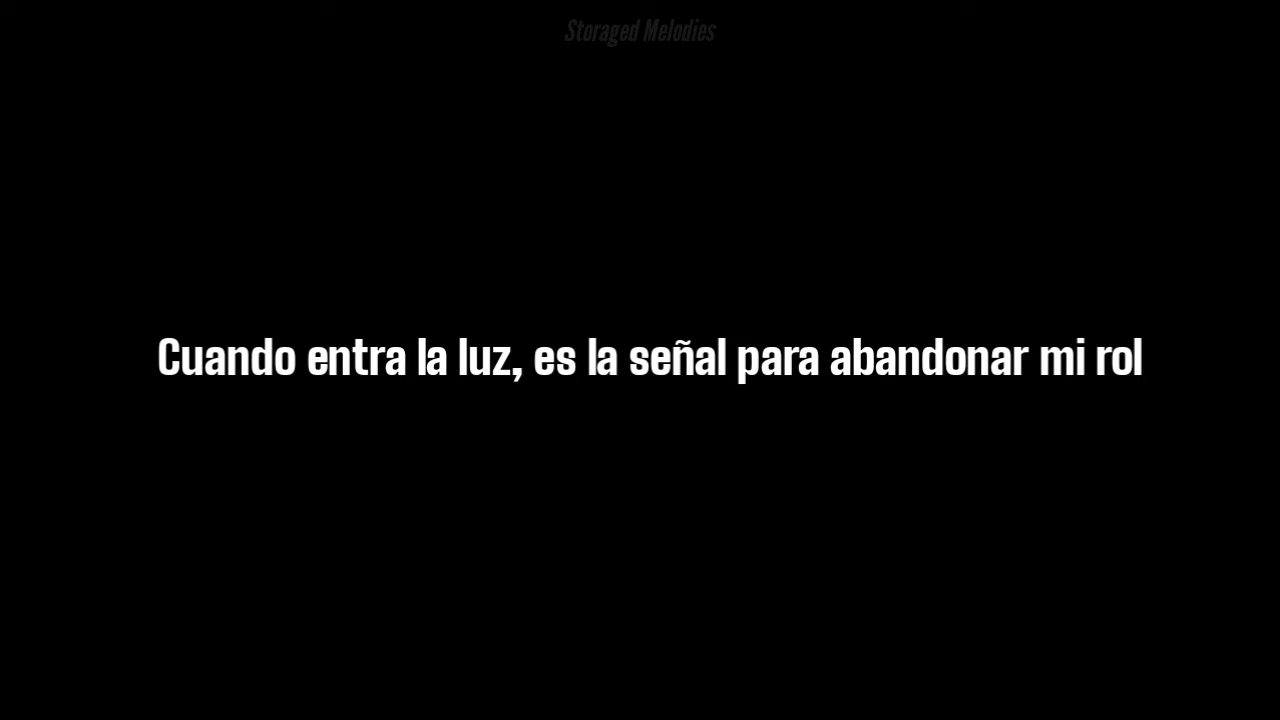 Storaged Melodies
Cuando entra la luz, es la señal para abandonar mi rol